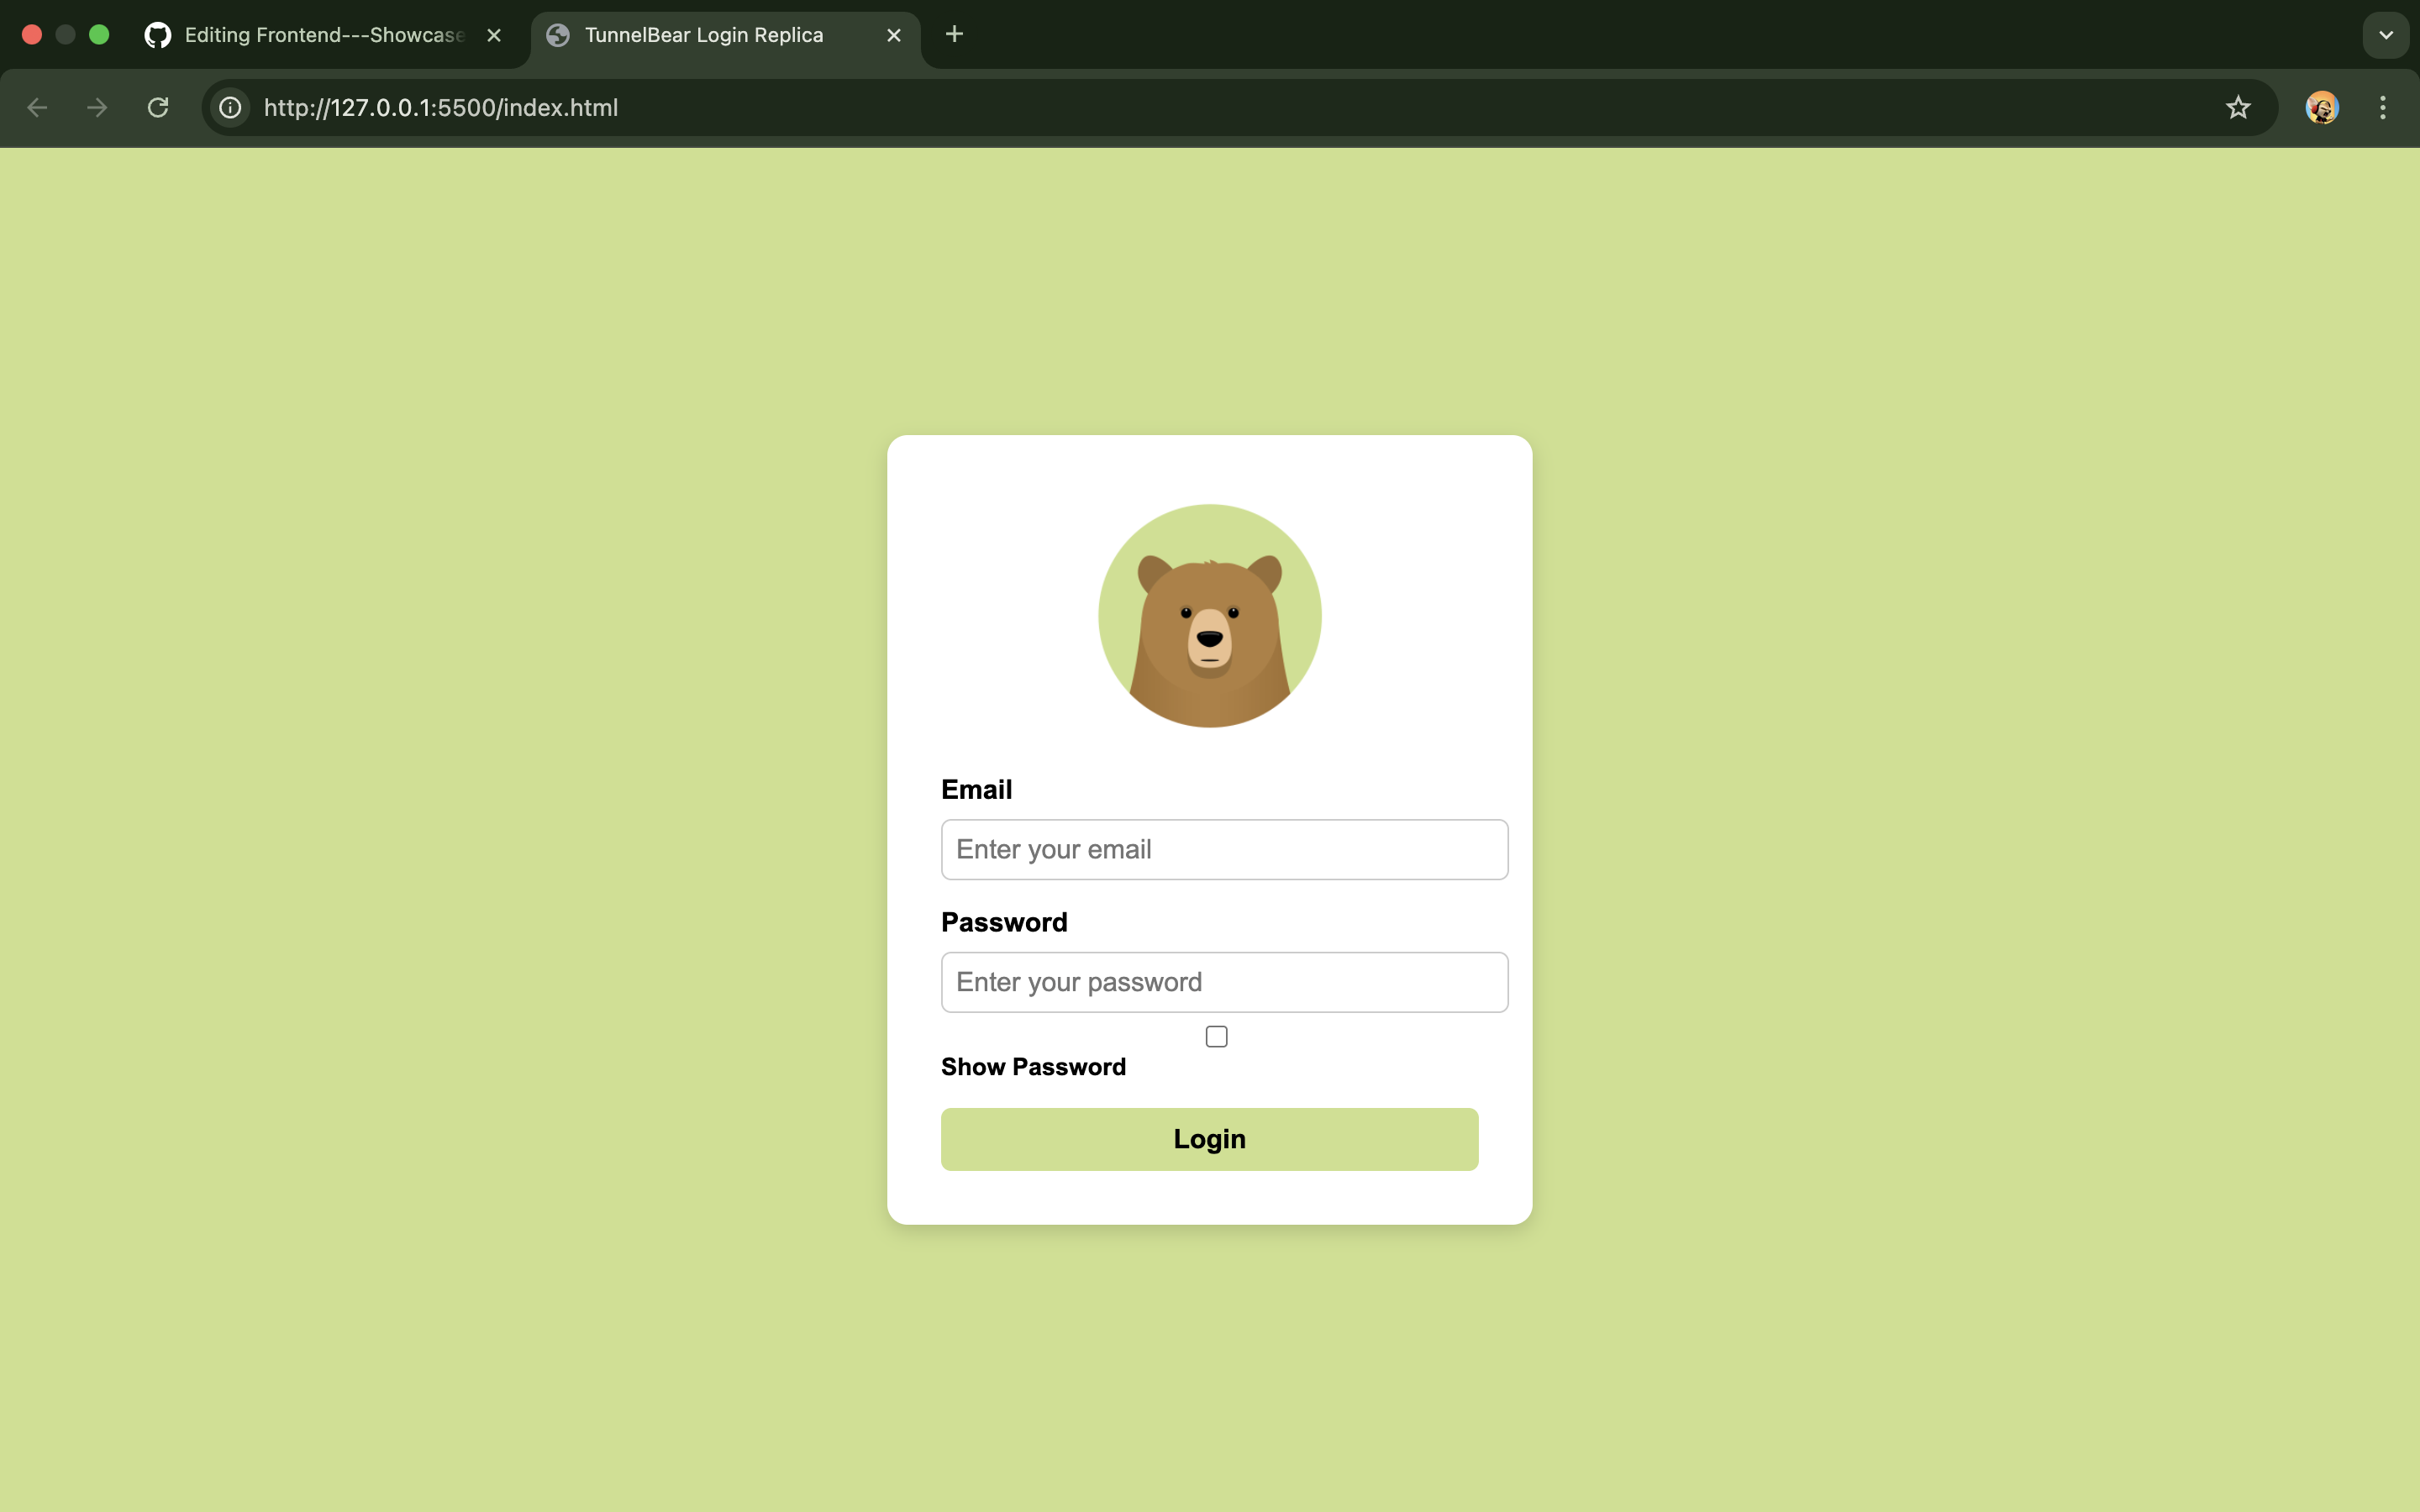 Editing Frontend---Showcase
TunnelBear Login Replica
http://127.0.0.1:5500/index.html
Email
Enter your email
Password
Enter your password
Show Password
Login